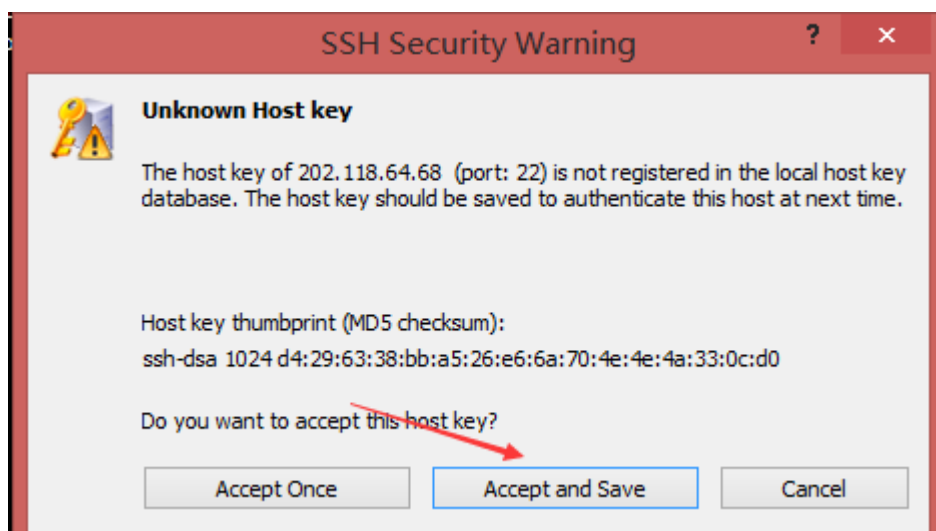 SSH Security Warning
?
×
Unknown Host key
The host key of 202.118.64.68 (port: 22) is not registered in the local host key
database. The host key should be saved to authenticate this host at next time.
Host key thumbprint (MD5 checksum):
ssh-dsa 1024 d4:29:63:38:bb:a5:26:e6:6a:70:4e:4e:4a:33:0c:d0
Do you want to accept this host key?
Accept Once
Accept and Save
Cancel